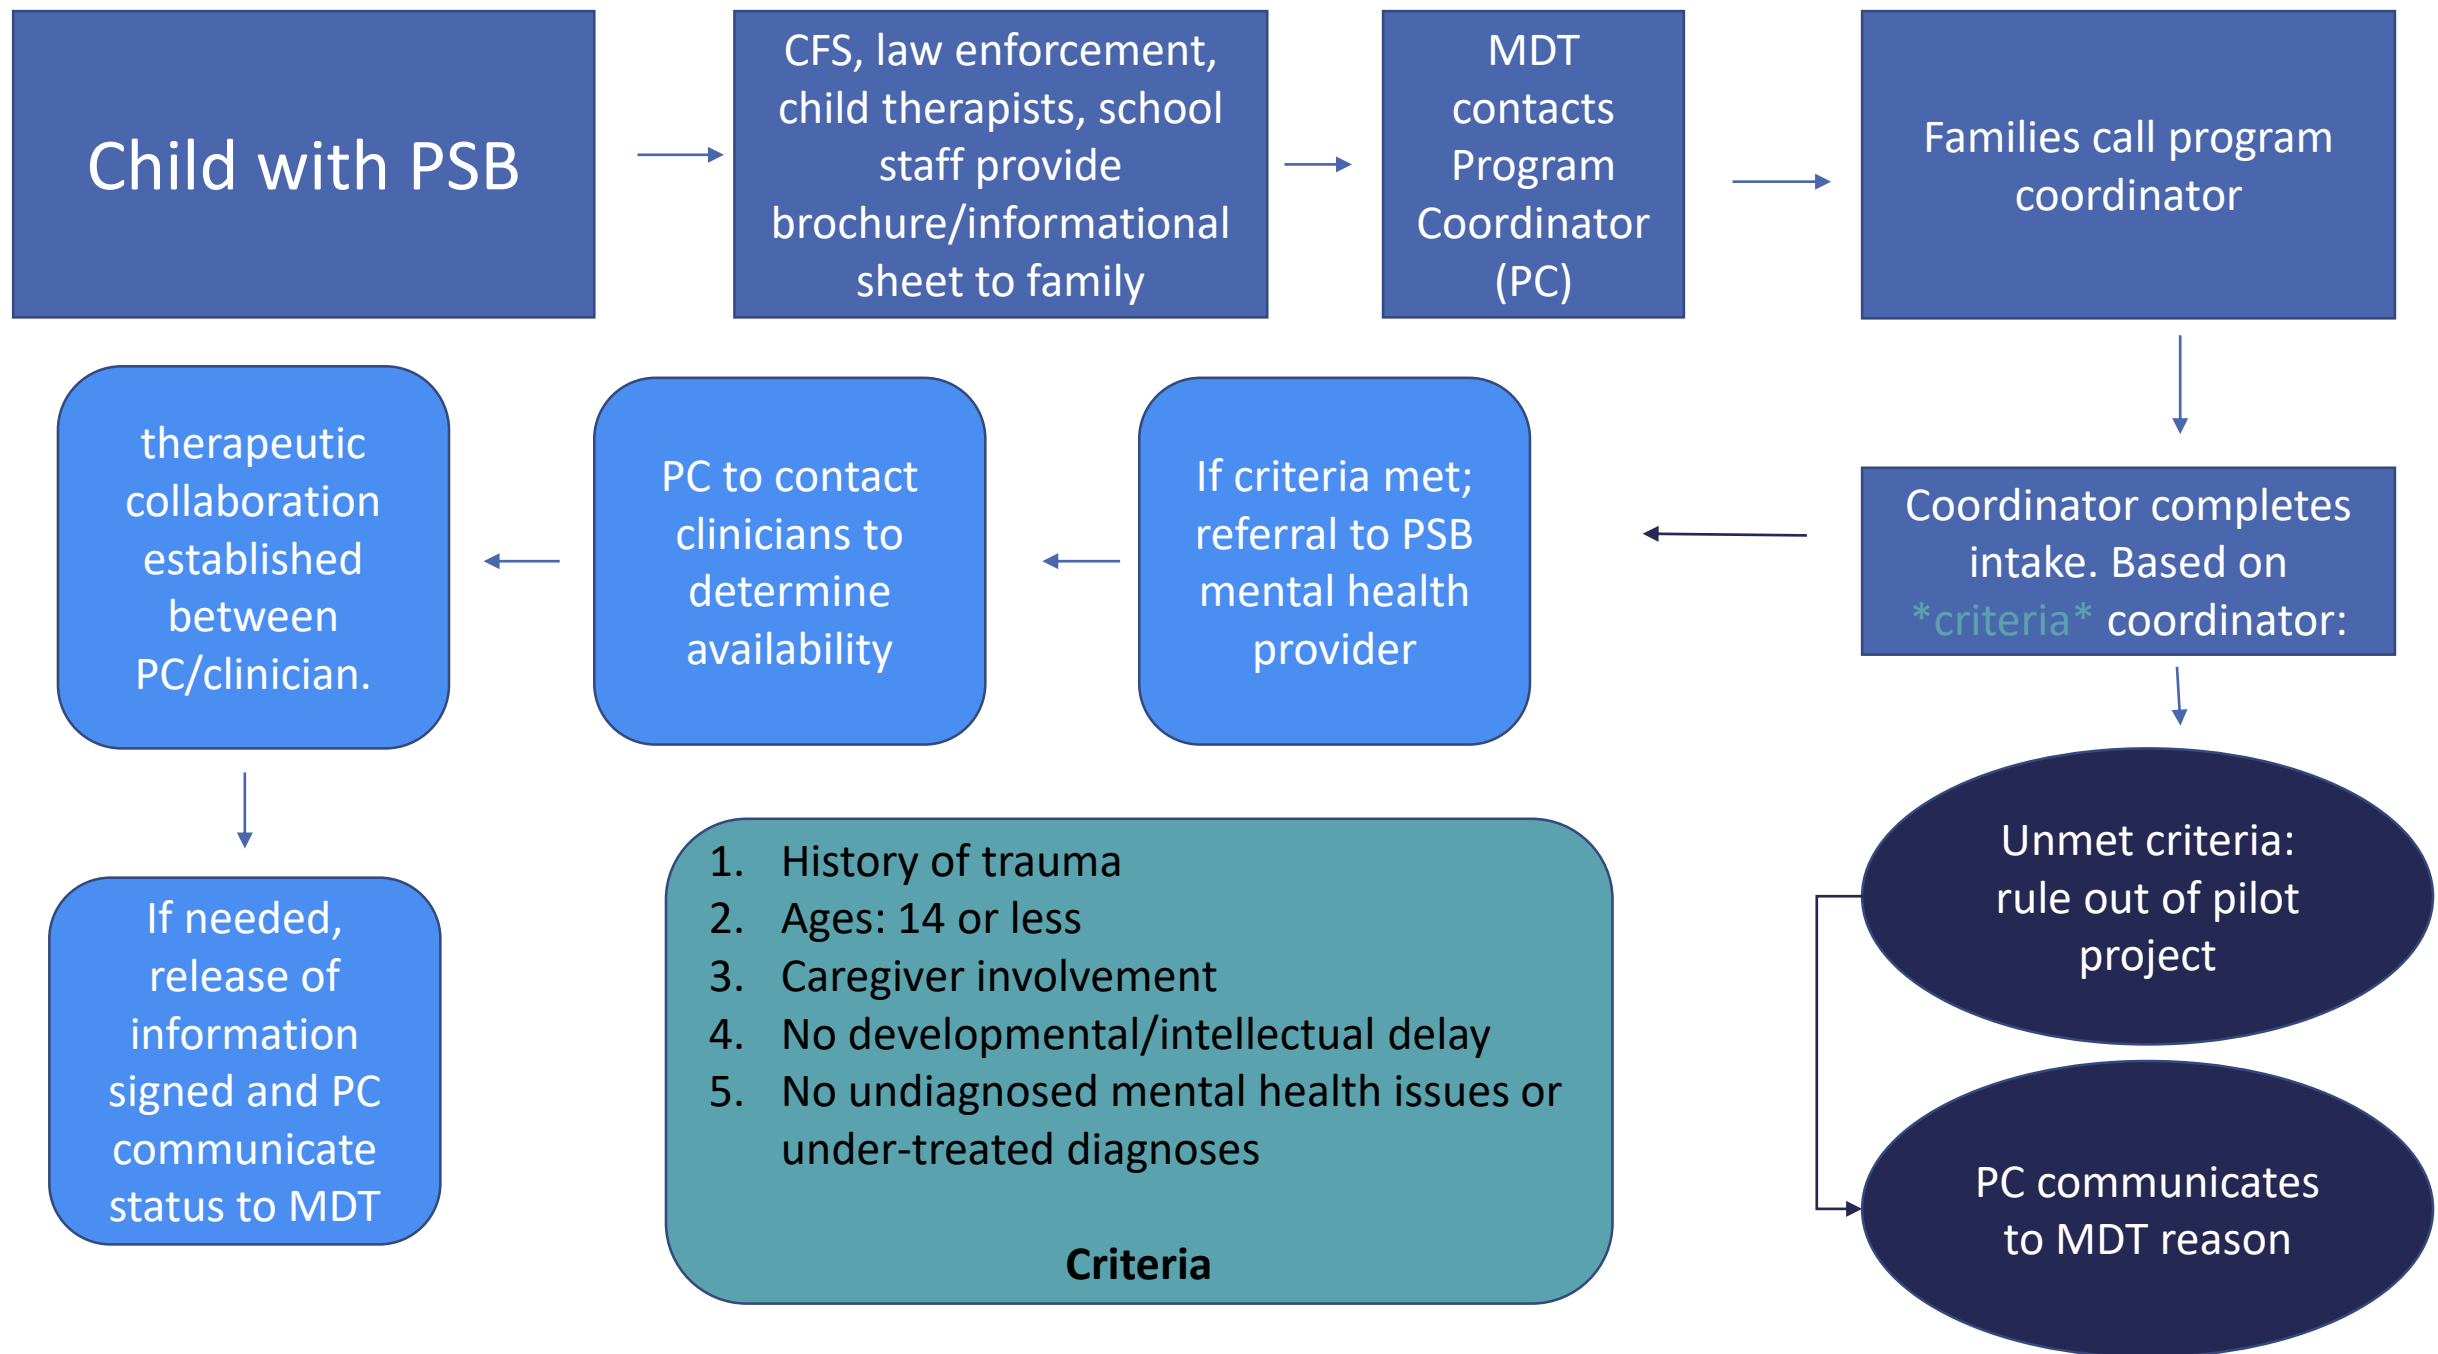 Child with PSB
CFS, law enforcement,
child therapists, school
staff provide
brochure/informational
sheet to family
MDT
contacts
Program
Coordinator
(PC)
Families call program
coordinator
Coordinator completes
intake. Based on
*criteria* coordinator:
If criteria met;
referral to PSB
mental health
provider
PC to contact
clinicians to
determine
availability
therapeutic
collaboration
established
between
PC/clinician.
If needed,
release of
information
signed and PC
communicate
status to MDT
1. History of trauma
2. Ages: 14 or less
3. Caregiver involvement
4. No developmental/intellectual delay
5. No undiagnosed mental health issues or
under-treated diagnoses
Criteria
Unmet criteria:
rule out of pilot
project
PC communicates
to MDT reason